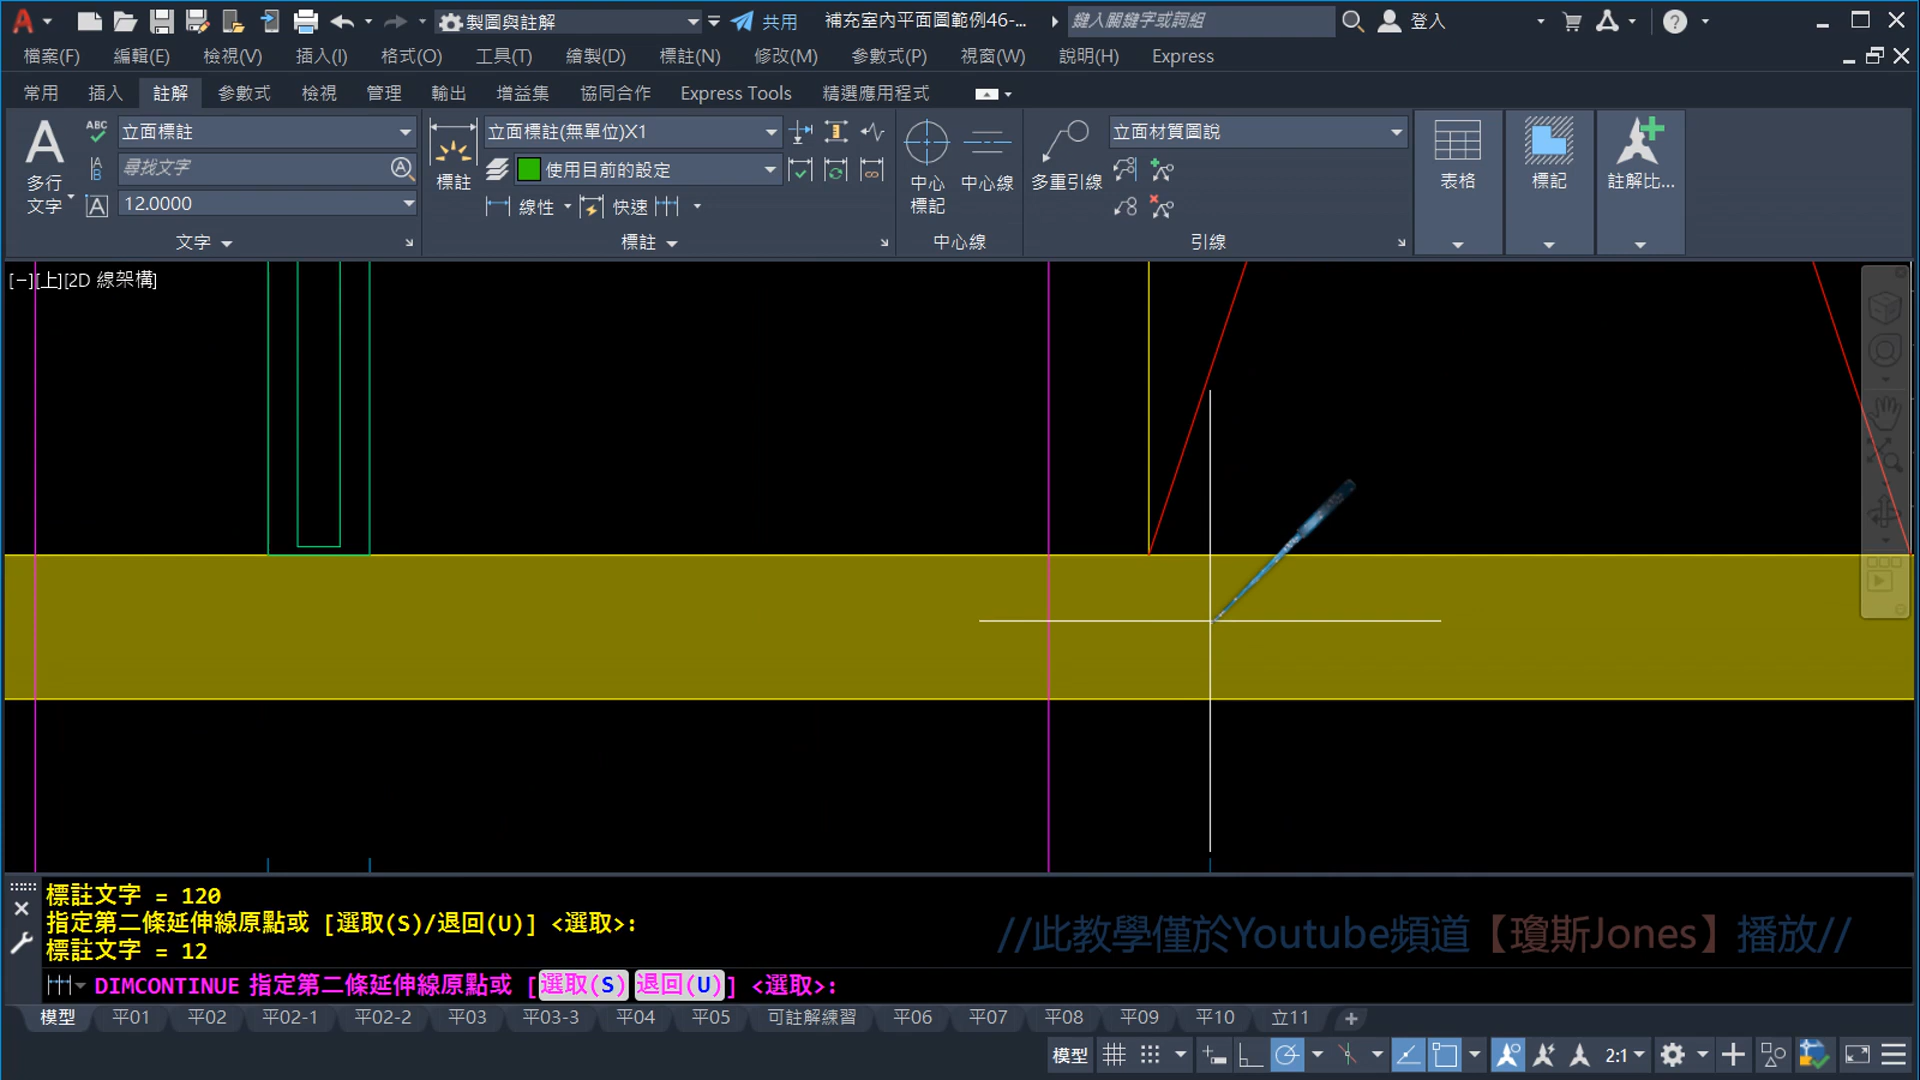 製圖與註解
共用
補充室內平面圖範例46-...
鍵入關鍵字或詞組
登入
檔案(F) 編輯(E) 檢視(V) 插入(I) 格式(O) 工具(T) 繪製(D) 標註(N) 修改(M) 參數式(P) 視窗(W) 說明(H) Express
常用 插入 註解 參數式 檢視 管理 輸出 增益集 協同合作 Express Tools 精選應用程式
A
多行
文字
ABC
立面標註
尋找文字
12.0000
文字
標註
立面標註(無單位)X1
使用目前的設定
線性
快速
標註
中心
標記
中心線
中心線
多重引線
立面材質圖說
引線
表格
標記
註解比...
[−][上][2D 線架構]
標註文字 = 120
指定第二條延伸線原點或 [選取(S)/退回(U)] <選取>:
標註文字 = 12
//此教學僅於Youtube頻道【瓊斯Jones】播放//
DIMCONTINUE 指定第二條延伸線原點或 [選取(S) 退回(U)] <選取>:
模型 平01 平02 平02-1 平02-2 平03 平03-3 平04 平05 可註解練習 平06 平07 平08 平09 平10 立11 +
模型
2:1